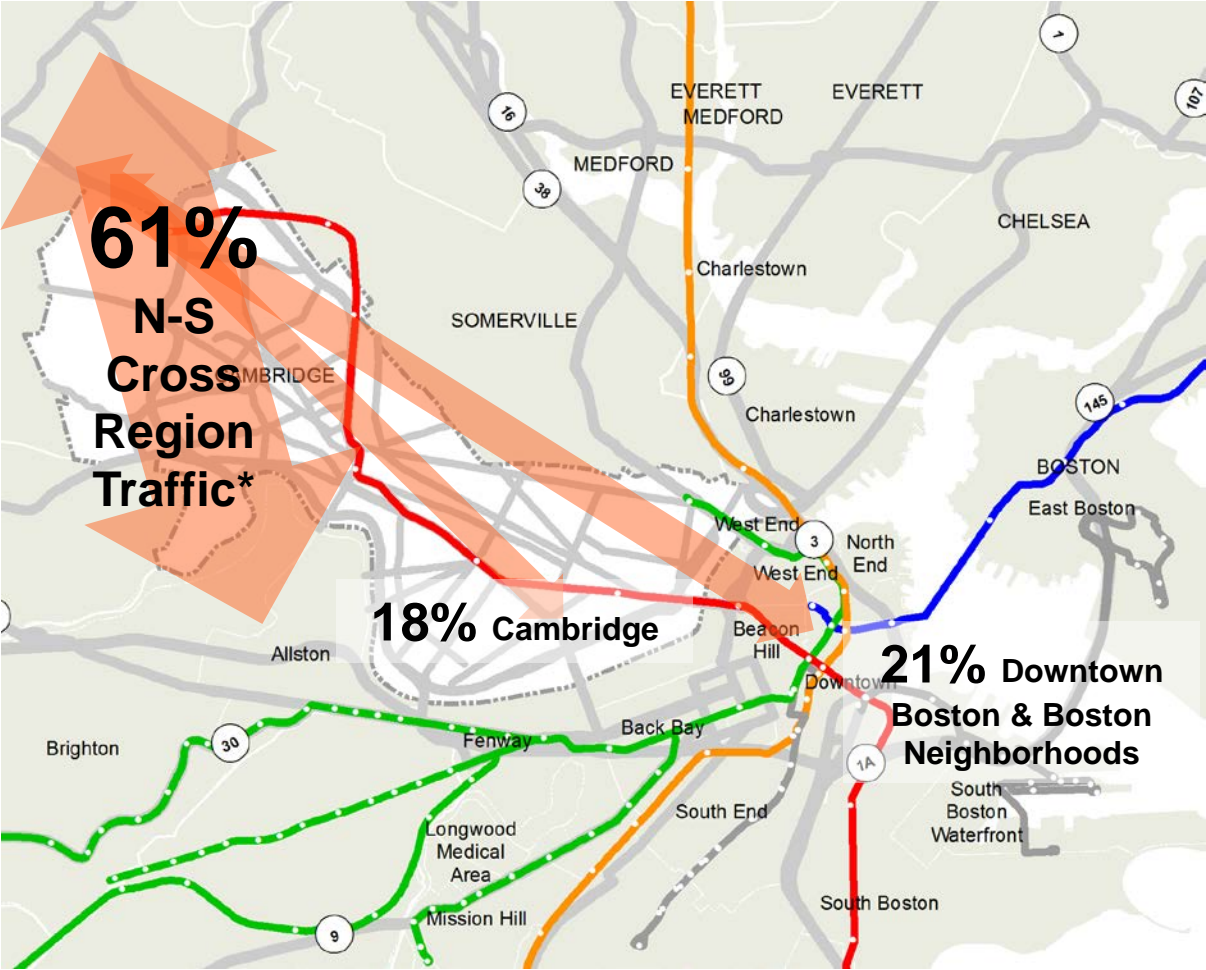 1
107
EVERETT
EVERETT
MEDFORD
16
MEDFORD
38
CHELSEA
61%
N-S
Cross
Region
Traffic*
CAMBRIDGE
Charlestown
SOMERVILLE
99
Charlestown
145
BOSTON
East Boston
West End
3
North
End
West End
18% Cambridge
Beacon
Hill
Allston
Downtown
21% Downtown
Boston & Boston
Neighborhoods
Brighton
30
Fenway
Back Bay
1A
South
Boston
Waterfront
South End
Longwood
Medical
Area
Mission Hill
9
South Boston